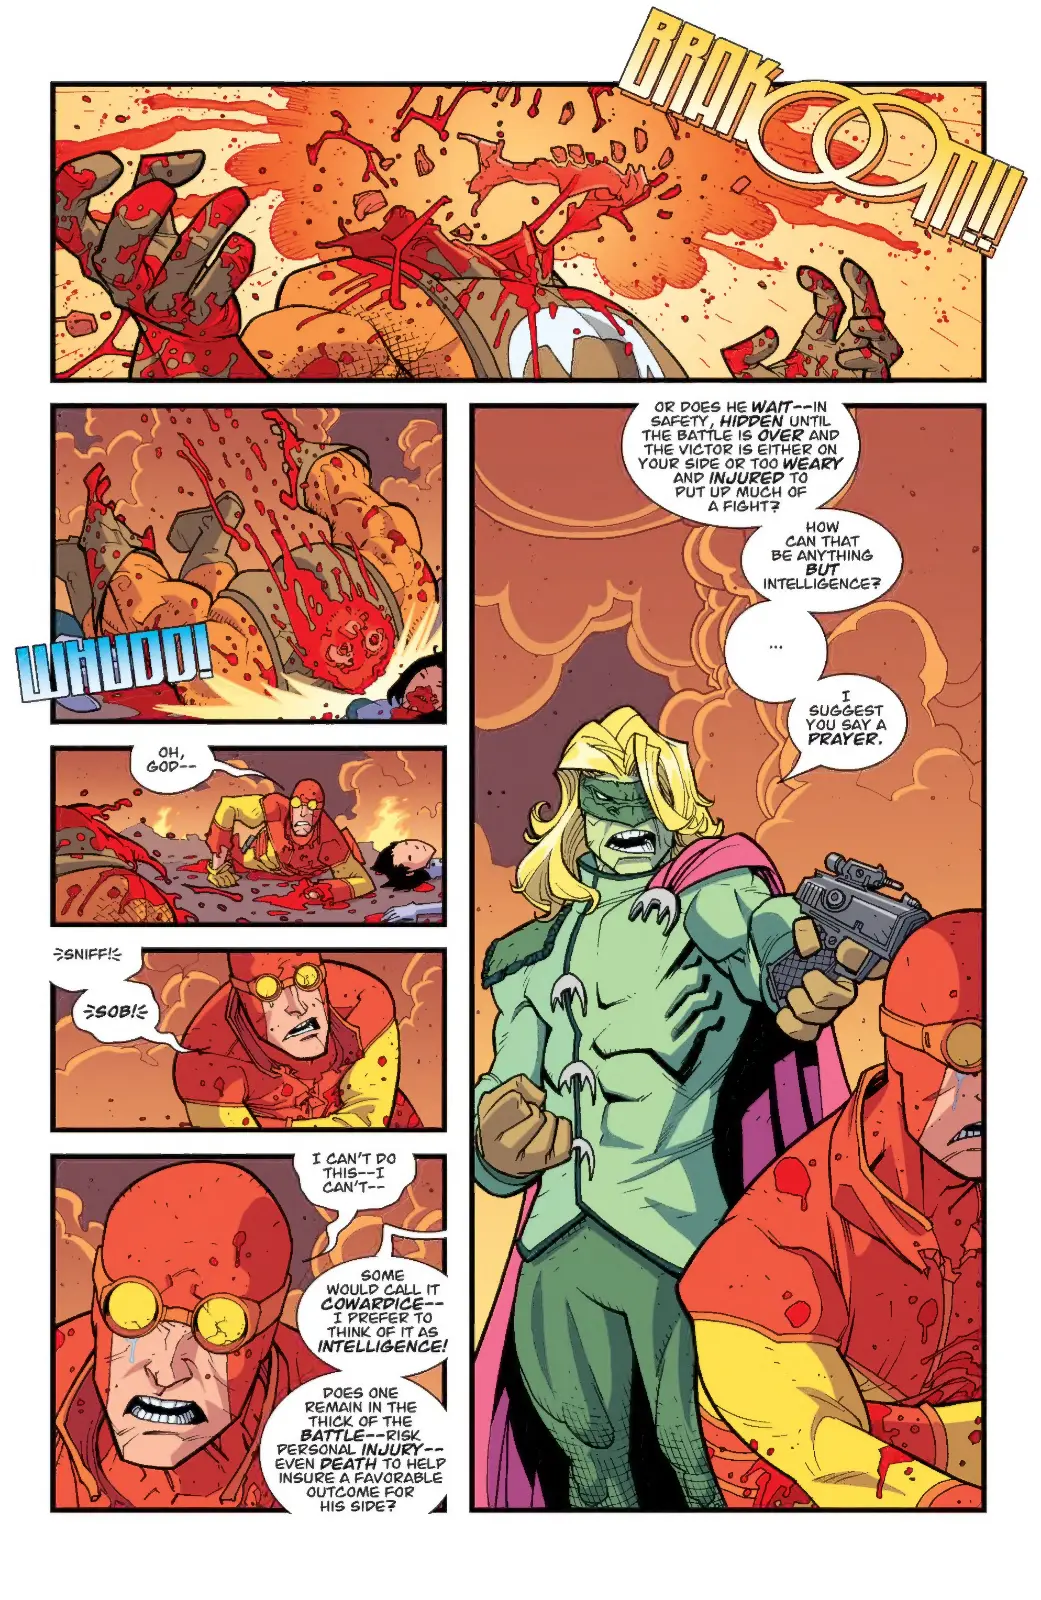 BRAKOOOM!!
WHUDD!
OH,
GOD--
SNIFF!
SOB!
I CAN'T DO
THIS--I
CAN'T--
SOME
WOULD CALL IT
COWARDICE--
I PREFER TO
THINK OF IT AS
INTELLIGENCE!
DOES ONE
REMAIN IN THE
THICK OF THE
BATTLE--RISK
PERSONAL INJURY--
EVEN DEATH TO HELP
INSURE A FAVORABLE
OUTCOME FOR
HIS SIDE?
OR DOES HE WAIT--IN
SAFETY, HIDDEN UNTIL
THE BATTLE IS OVER AND
THE VICTOR IS EITHER ON
YOUR SIDE OR TOO WEARY
AND INJURED TO
PUT UP MUCH OF
A FIGHT?
HOW
CAN THAT
BE ANYTHING
BUT
INTELLIGENCE?
...
I
SUGGEST
YOU SAY A
PRAYER.